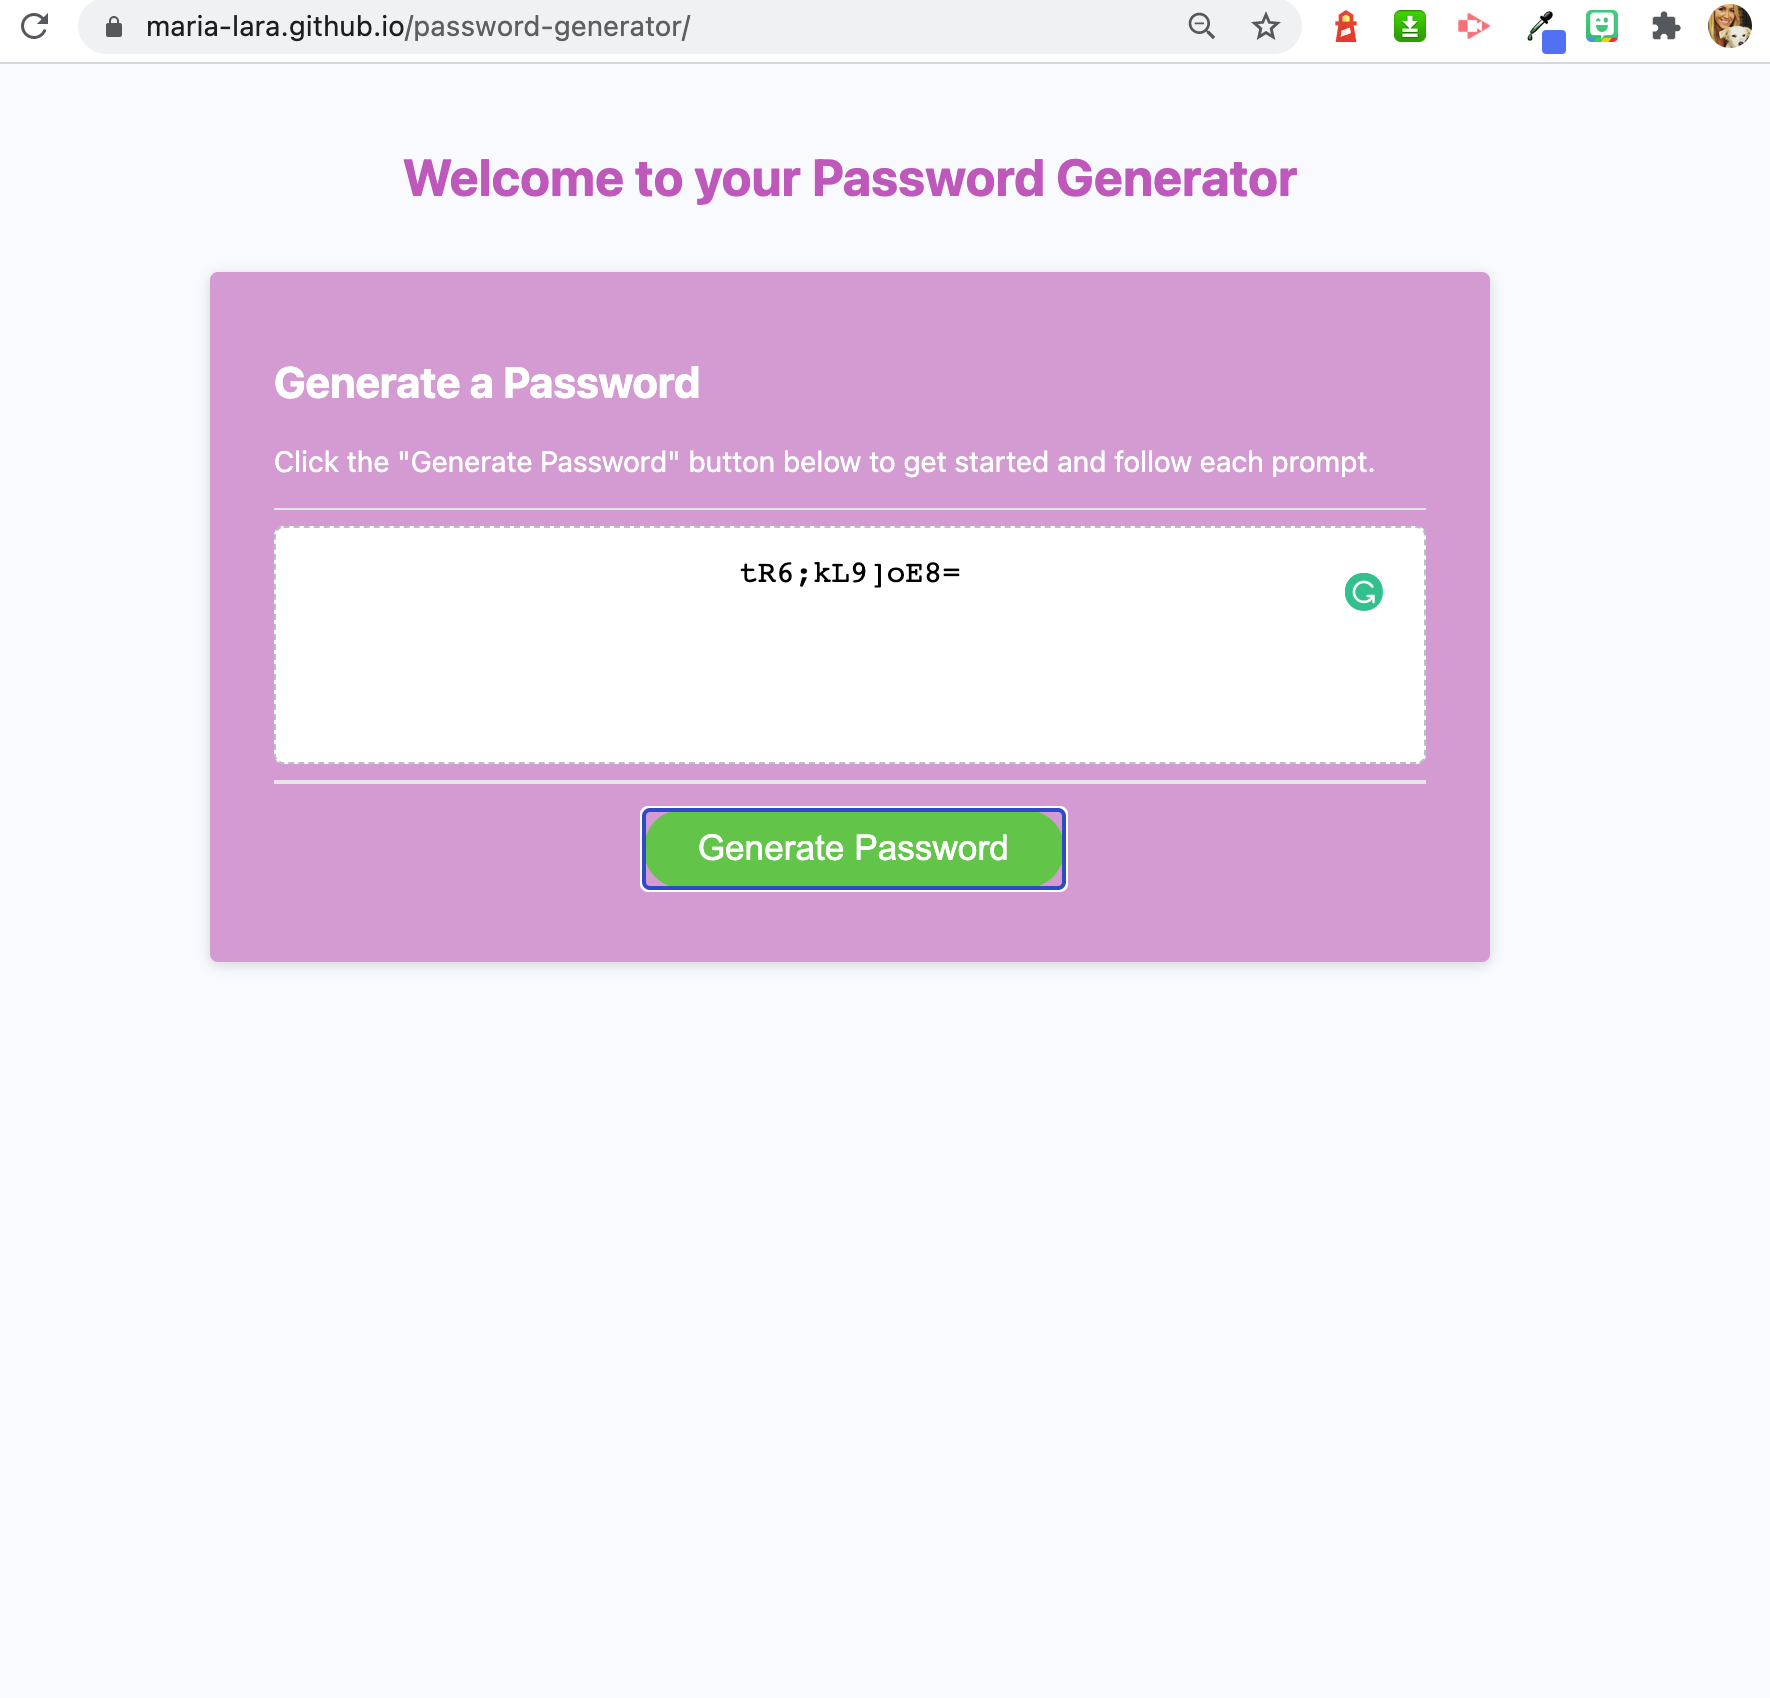 maria-lara.github.io/password-generator/
Welcome to your Password Generator
Generate a Password
Click the "Generate Password" button below to get started and follow each prompt.
tR6;kL9]oE8=
Generate Password